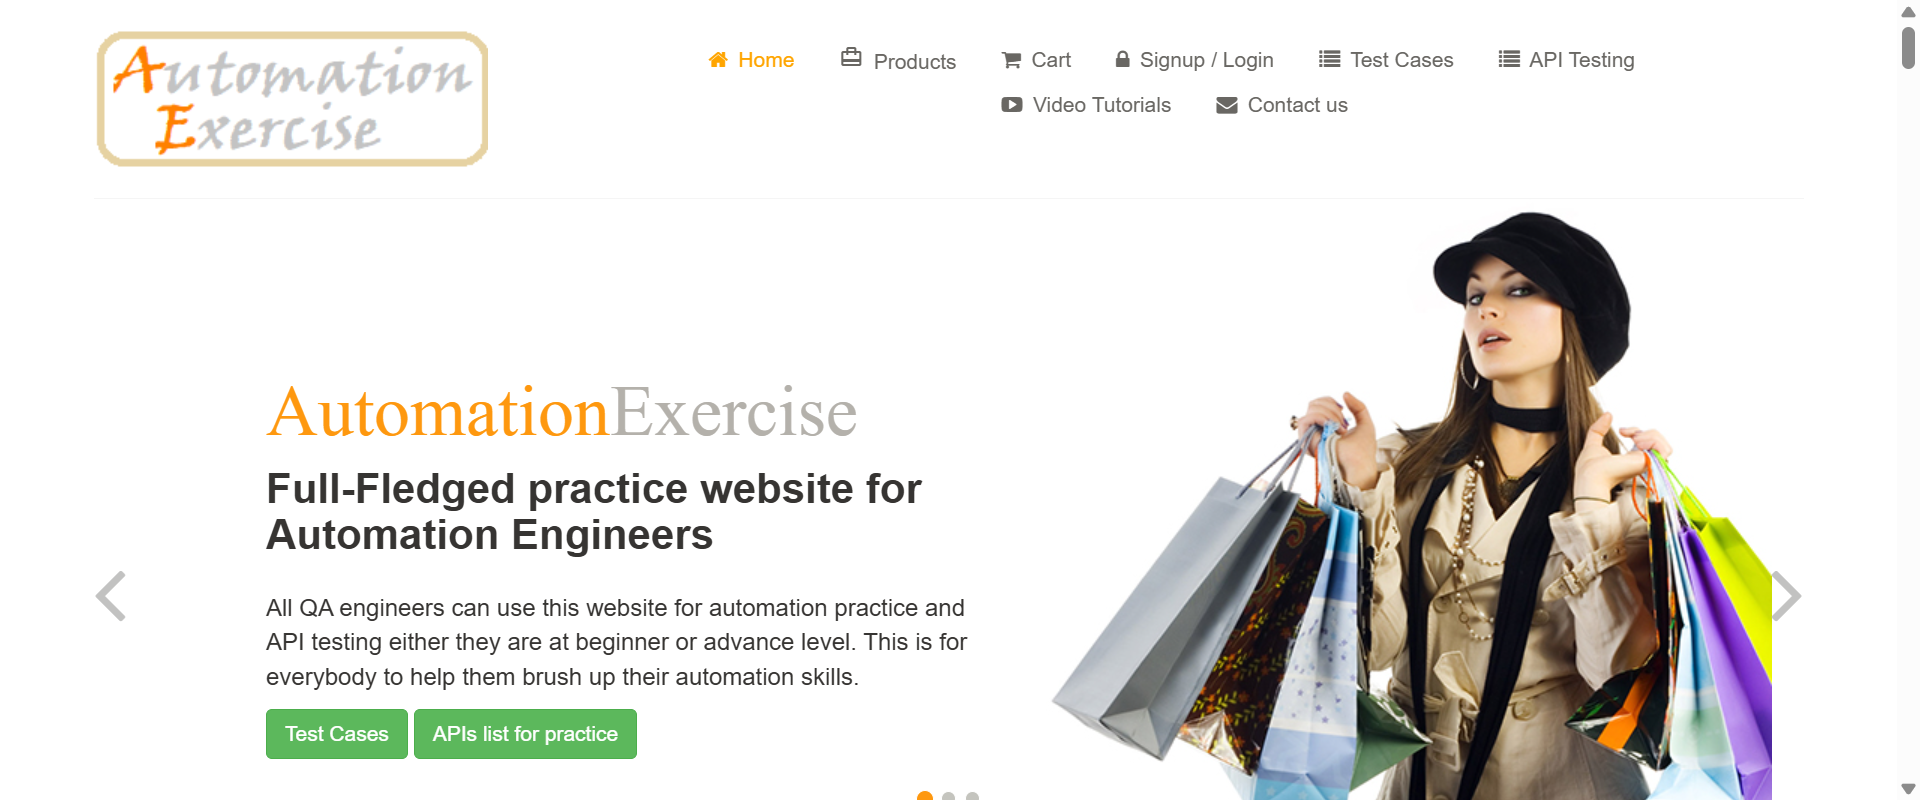 Automation
Exercise
Home Products Cart Signup / Login Test Cases API Testing
Video Tutorials Contact us
AutomationExercise
Full-Fledged practice website for
Automation Engineers
All QA engineers can use this website for automation practice and
API testing either they are at beginner or advance level. This is for
everybody to help them brush up their automation skills.
Test Cases APIs list for practice